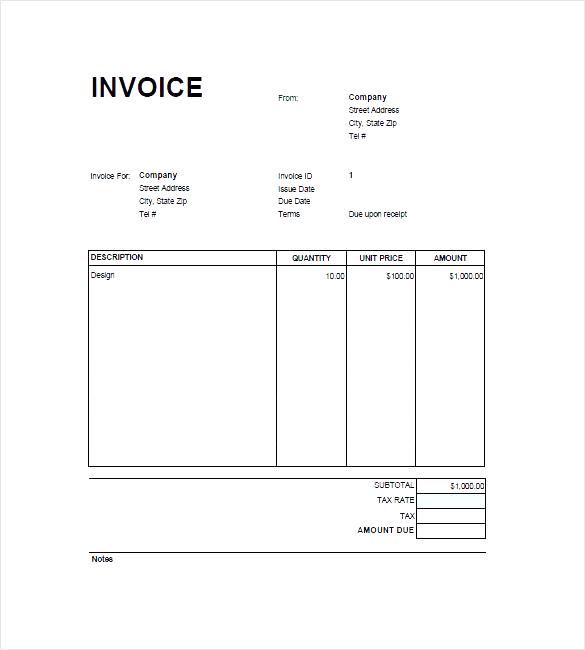 INVOICE
From: Company
Street Address
City, State Zip
Tel #
Invoice For: Company
Street Address
City, State Zip
Tel #
Invoice ID 1
Issue Date
Due Date
Terms Due upon receipt
DESCRIPTION QUANTITY UNIT PRICE AMOUNT
Design 10.00 $100.00 $1,000.00
SUBTOTAL $1,000.00
TAX RATE
TAX
AMOUNT DUE
Notes